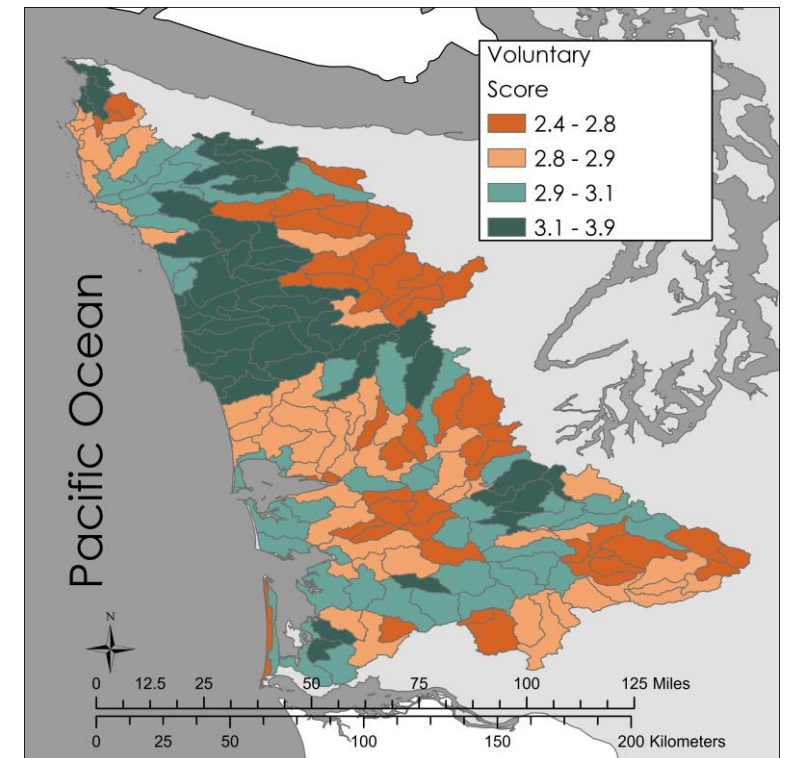 Voluntary
Score
2.4 - 2.8
2.8 - 2.9
2.9 - 3.1
3.1 - 3.9
Pacific Ocean
N
0 12.5 25 50 75 100 125 Miles
0 25 50 100 150 200 Kilometers